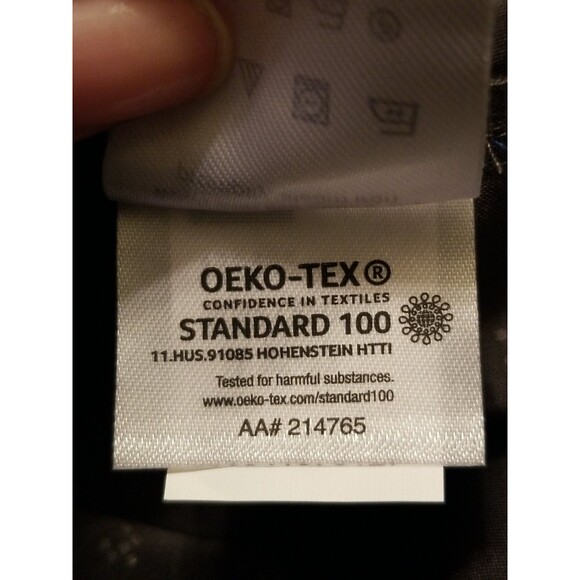 OEKO-TEX®
CONFIDENCE IN TEXTILES
STANDARD 100
11.HUS.91085 HOHENSTEIN HTTI
Tested for harmful substances.
www.oeko-tex.com/standard100
AA# 214765